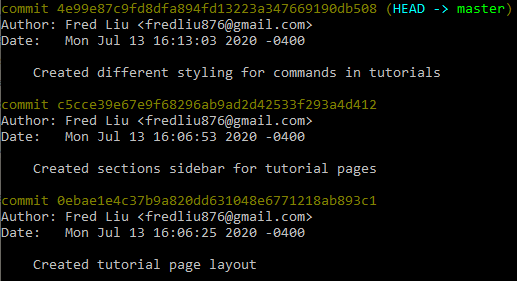 commit 4e99e87c9fd8dfa894fd13223a347669190db508 (HEAD -> master)
Author: Fred Liu <fredliu876@gmail.com>
Date:   Mon Jul 13 16:13:03 2020 -0400
    Created different styling for commands in tutorials
commit c5cce39e67e9f68296ab9ad2d42533f293a4d412
Author: Fred Liu <fredliu876@gmail.com>
Date:   Mon Jul 13 16:06:53 2020 -0400
    Created sections sidebar for tutorial pages
commit 0ebae1e4c37b9a820dd631048e6771218ab893c1
Author: Fred Liu <fredliu876@gmail.com>
Date:   Mon Jul 13 16:06:25 2020 -0400
    Created tutorial page layout